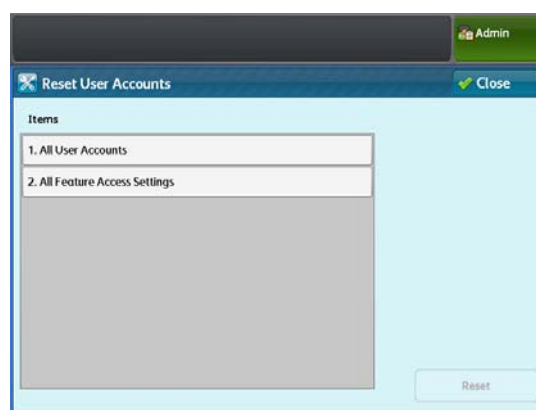 Admin
Reset User Accounts
Close
Items
1. All User Accounts
2. All Feature Access Settings
Reset